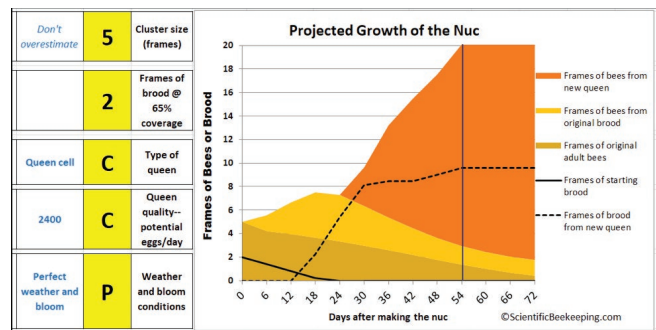 Don't
overestimate
5
Cluster size
(frames)
2
Frames of
brood @
65%
coverage
Queen cell
C
Type of
queen
2400
C
Queen
quality--
potential
eggs/day
Perfect
weather and
bloom
P
Weather
and bloom
conditions
Projected Growth of the Nuc
Frames of Bees or Brood
20
18
16
14
12
10
8
6
4
2
0
0
6
12
18
24
30
36
42
48
54
60
66
72
Days after making the nuc
Frames of bees from
new queen
Frames of bees from
original brood
Frames of original
adult bees
Frames of starting
brood
Frames of brood
from new queen
©ScientificBeekeeping.com